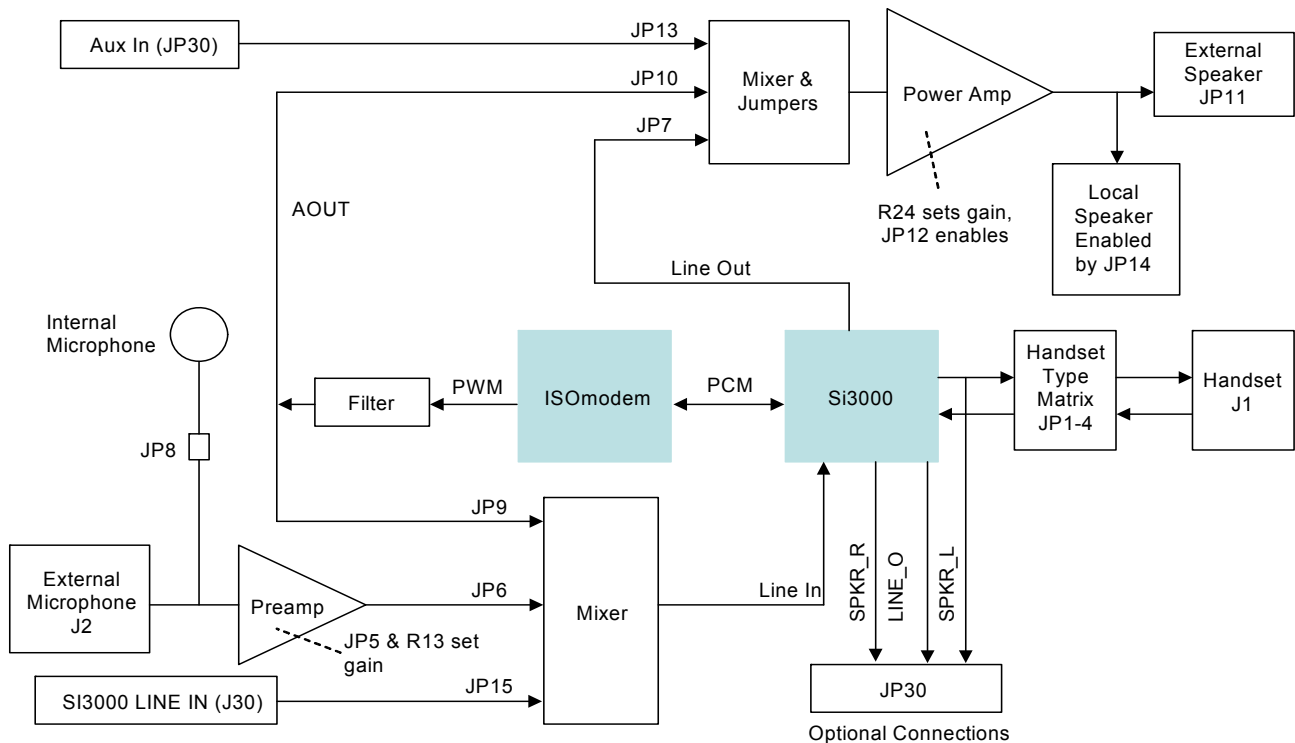 Aux In (JP30)
JP13
JP10
JP7
Mixer &
Jumpers
Power Amp
External
Speaker
JP11
R24 sets gain,
JP12 enables
Local
Speaker
Enabled
by JP14
AOUT
Line Out
Internal
Microphone
JP8
Filter
PWM
ISOmodem
PCM
Si3000
Handset
Type
Matrix
JP1-4
Handset
J1
External
Microphone
J2
Preamp
JP5 & R13 set
gain
JP9
JP6
JP15
Mixer
Line In
SPKR_R
LINE_O
SPKR_L
SI3000 LINE IN (J30)
JP30
Optional Connections